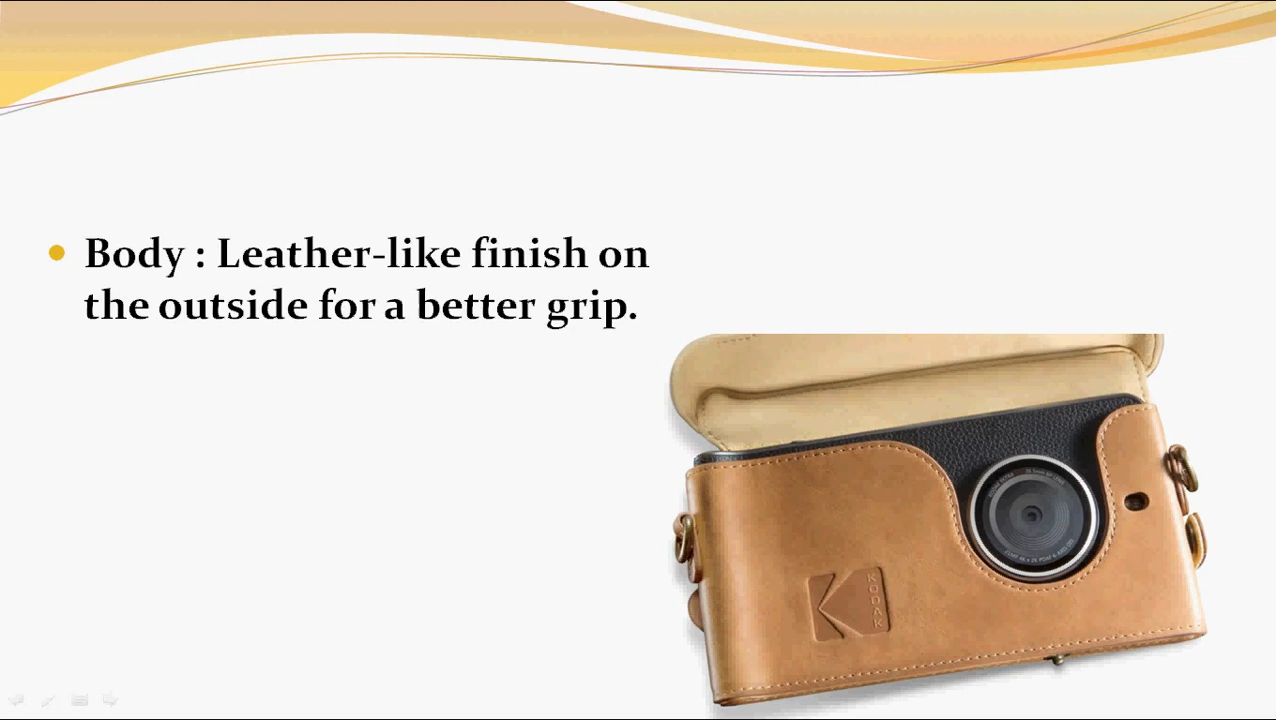 Body : Leather-like finish on
the outside for a better grip.
KODAK